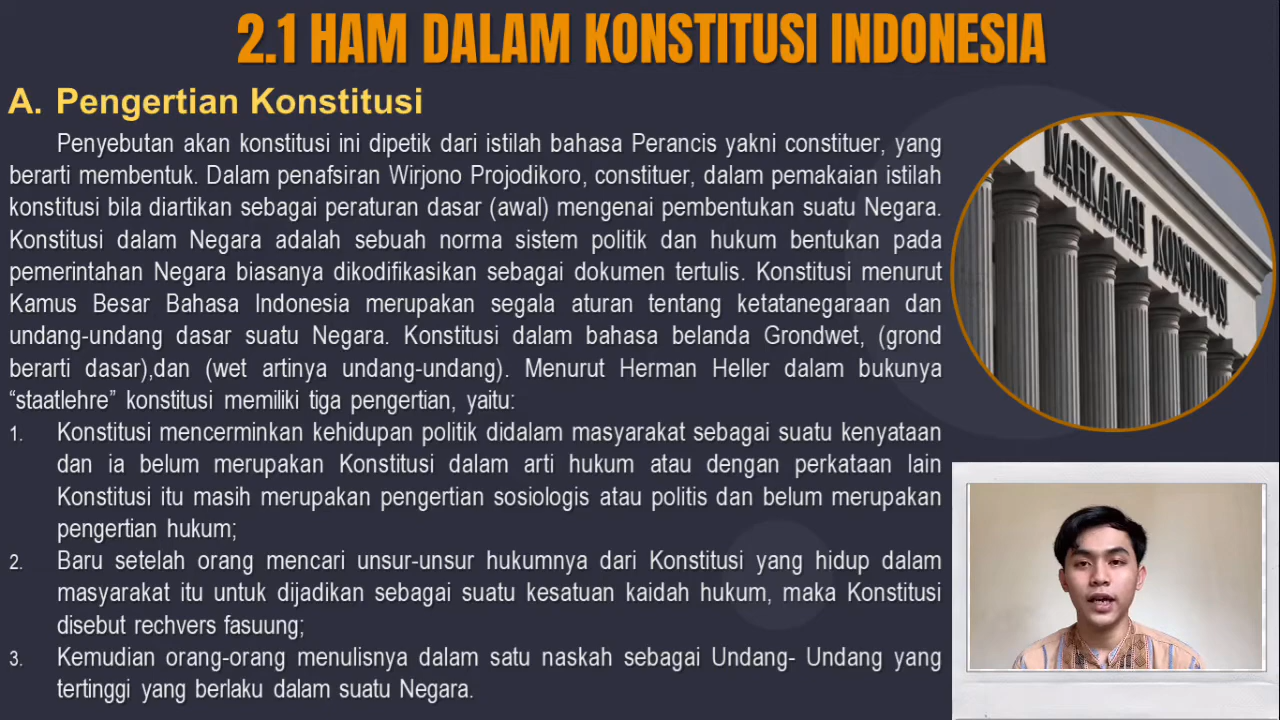 2.1 HAM DALAM KONSTITUSI INDONESIA
A. Pengertian Konstitusi
Penyebutan akan konstitusi ini dipetik dari istilah bahasa Perancis yakni constituer, yang
berarti membentuk. Dalam penafsiran Wirjono Projodikoro, constituer, dalam pemakaian istilah
konstitusi bila diartikan sebagai peraturan dasar (awal) mengenai pembentukan suatu Negara.
Konstitusi dalam Negara adalah sebuah norma sistem politik dan hukum bentukan pada
pemerintahan Negara biasanya dikodifikasikan sebagai dokumen tertulis. Konstitusi menurut
Kamus Besar Bahasa Indonesia merupakan segala aturan tentang ketatanegaraan dan
undang-undang dasar suatu Negara. Konstitusi dalam bahasa belanda Grondwet, (grond
berarti dasar),dan (wet artinya undang-undang). Menurut Herman Heller dalam bukunya
“staatlehre” konstitusi memiliki tiga pengertian, yaitu:
1. Konstitusi mencerminkan kehidupan politik didalam masyarakat sebagai suatu kenyataan
dan ia belum merupakan Konstitusi dalam arti hukum atau dengan perkataan lain
Konstitusi itu masih merupakan pengertian sosiologis atau politis dan belum merupakan
pengertian hukum;
2. Baru setelah orang mencari unsur-unsur hukumnya dari Konstitusi yang hidup dalam
masyarakat itu untuk dijadikan sebagai suatu kesatuan kaidah hukum, maka Konstitusi
disebut rechvers fasuung;
3. Kemudian orang-orang menulisnya dalam satu naskah sebagai Undang- Undang yang
tertinggi yang berlaku dalam suatu Negara.
MAHKAMAH KONSTITUSI